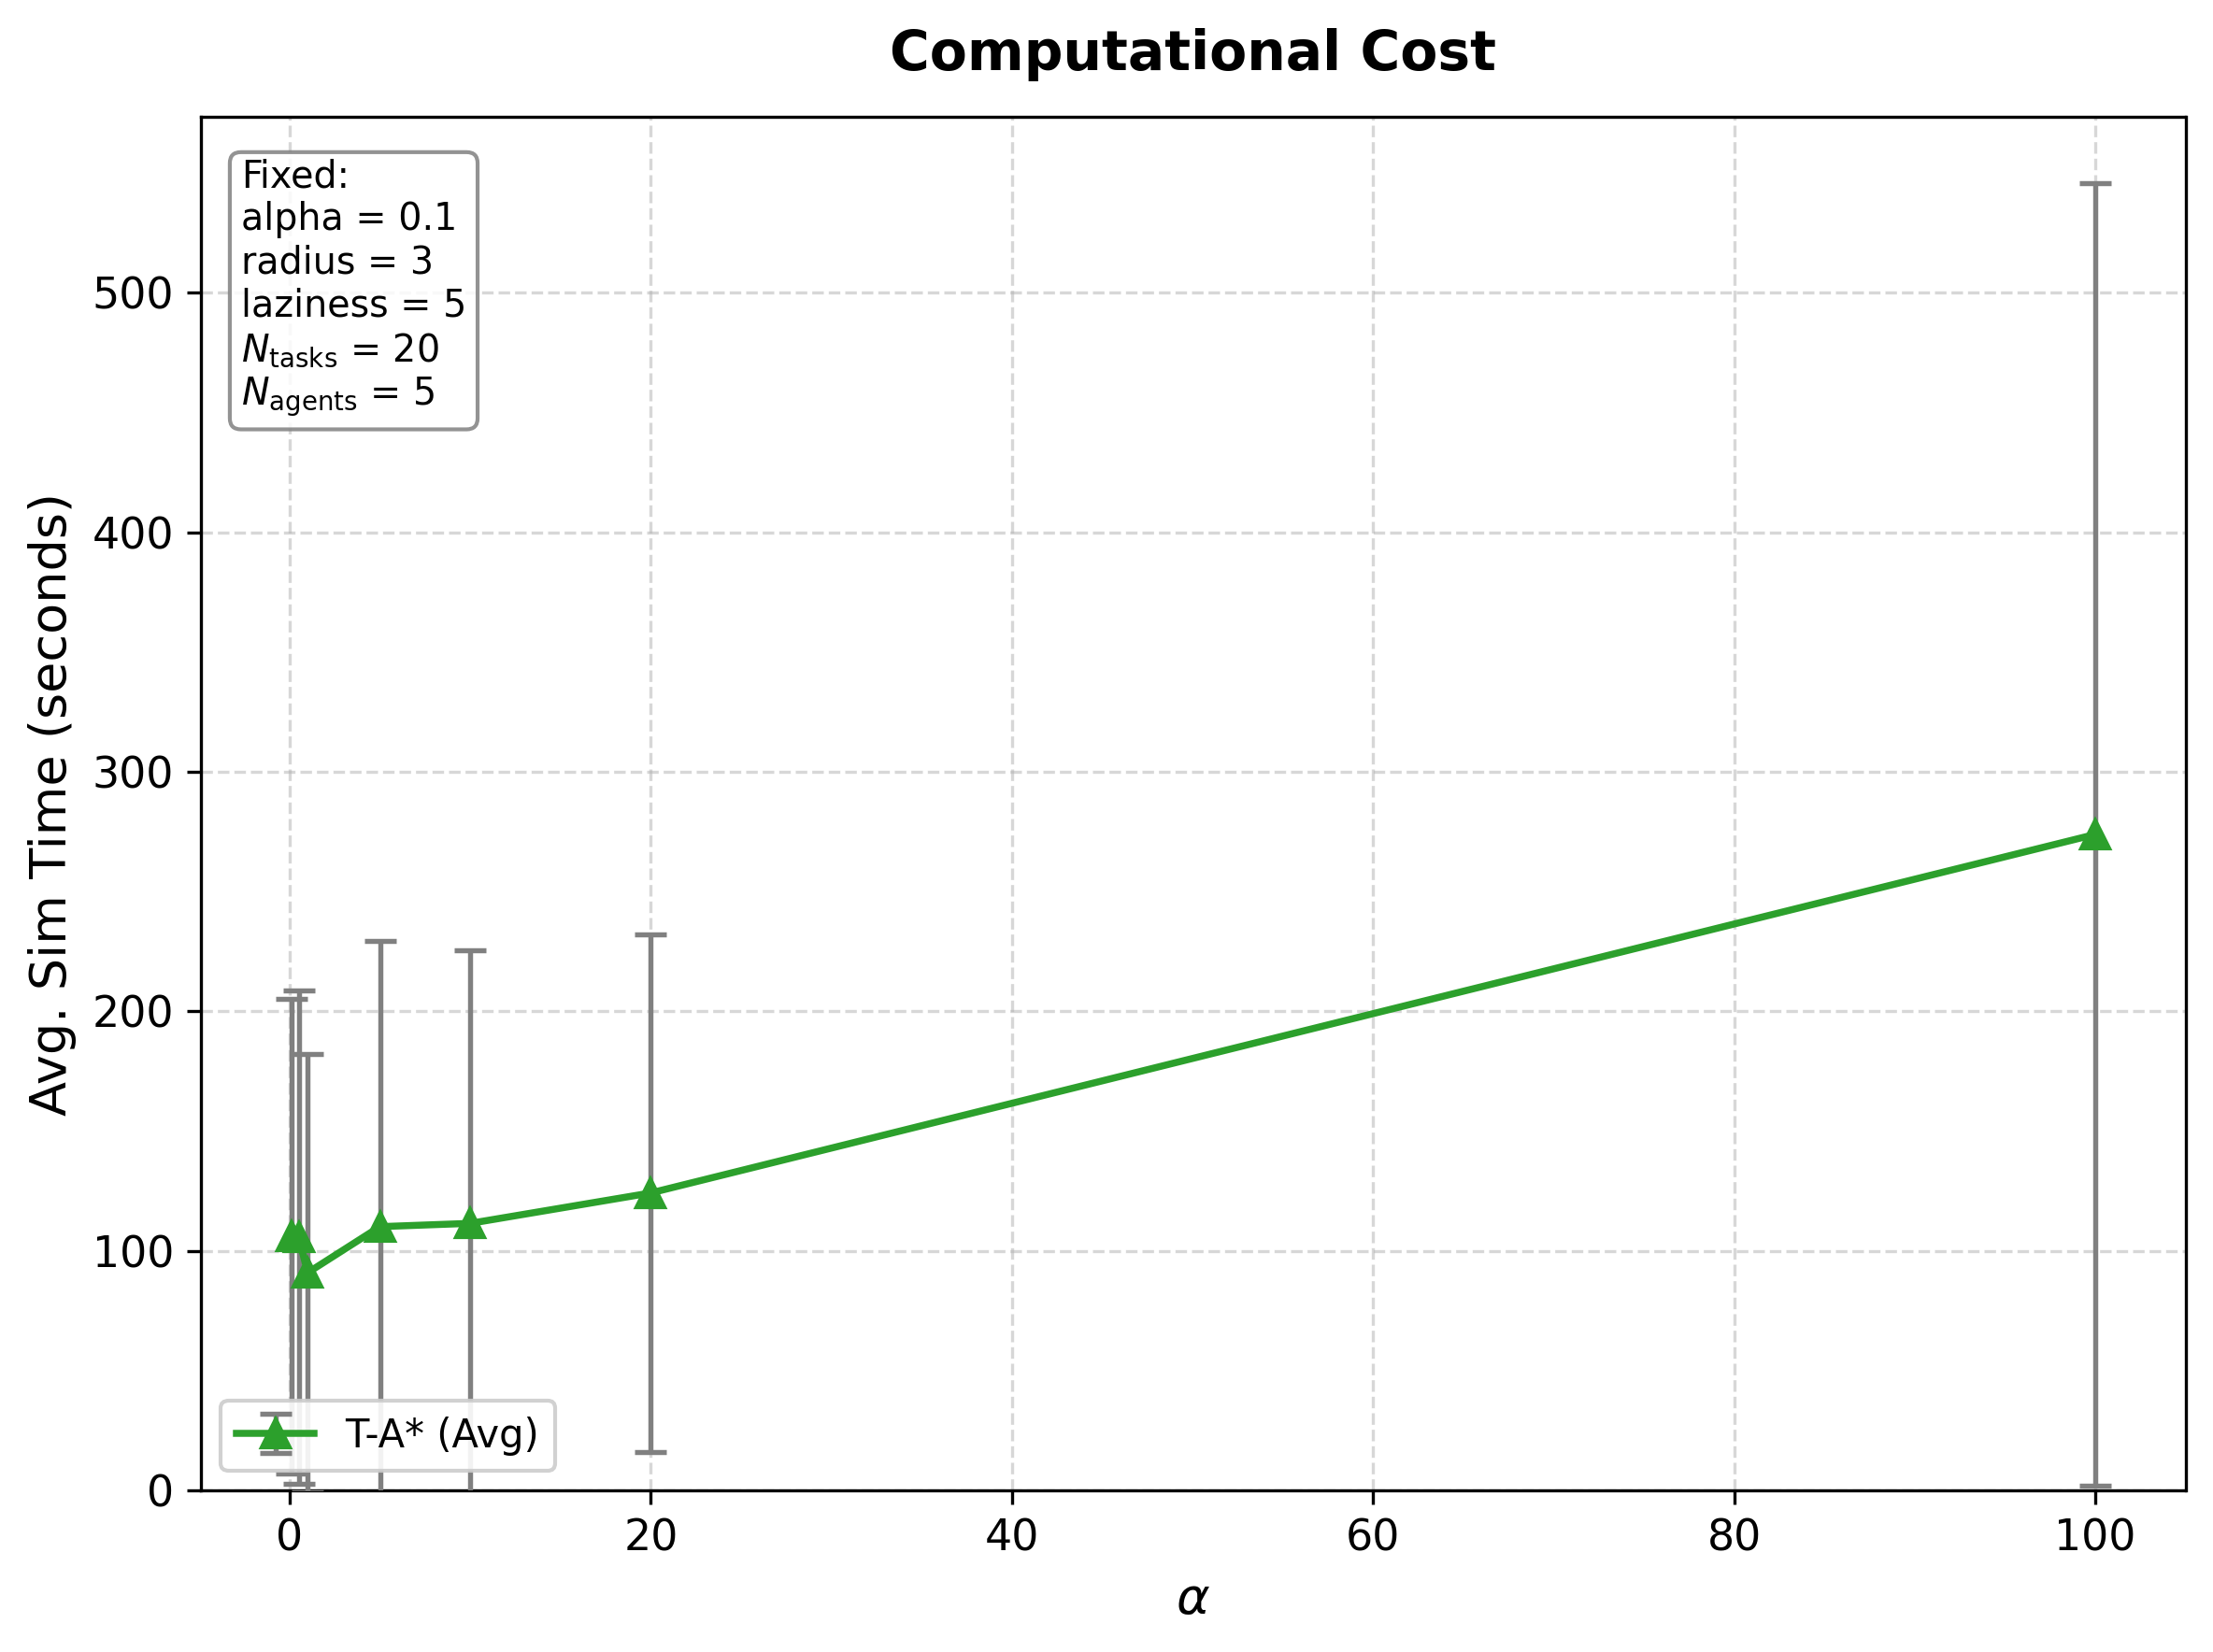 Computational Cost
Fixed:
alpha = 0.1
radius = 3
laziness = 5
N_tasks = 20
N_agents = 5
Avg. Sim Time (seconds)
500
400
300
200
100
0
T-A* (Avg)
0 20 40 60 80 100
α